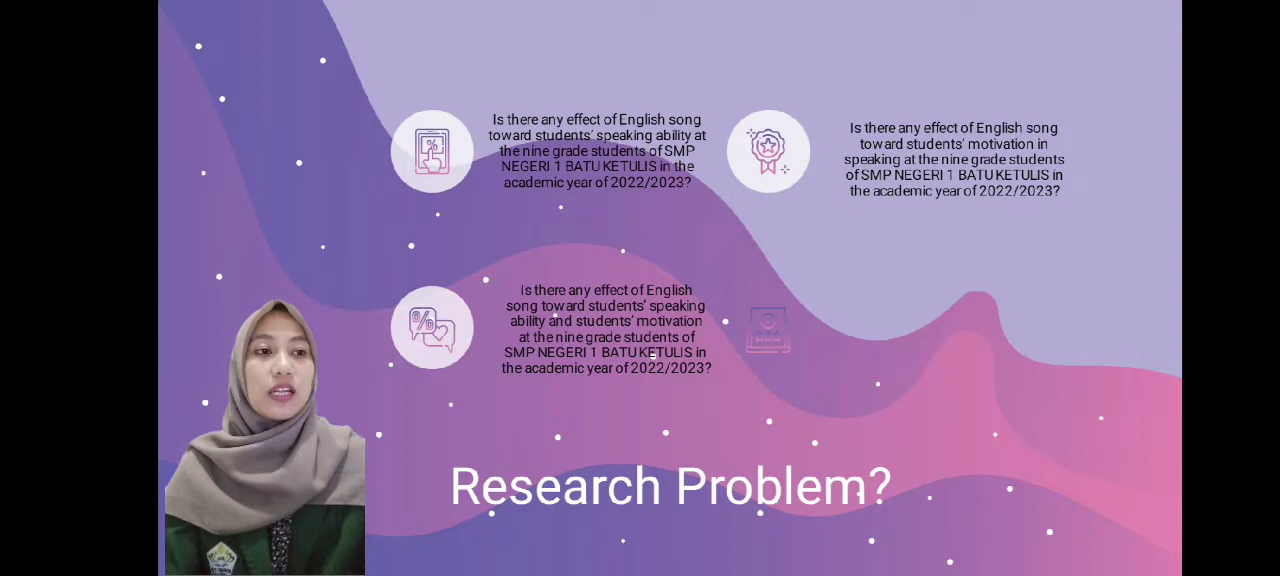 Is there any effect of English song
toward students' speaking ability at
the nine grade students of SMP
NEGERI 1 BATU KETULIS in the
academic year of 2022/2023?
Is there any effect of English song
toward students' motivation in
speaking at the nine grade students
of SMP NEGERI 1 BATU KETULIS in
the academic year of 2022/2023?
Is there any effect of English
song toward students' speaking
ability and students' motivation
at the nine grade students of
SMP NEGERI 1 BATU KETULIS in
the academic year of 2022/2023?
Research Problem?